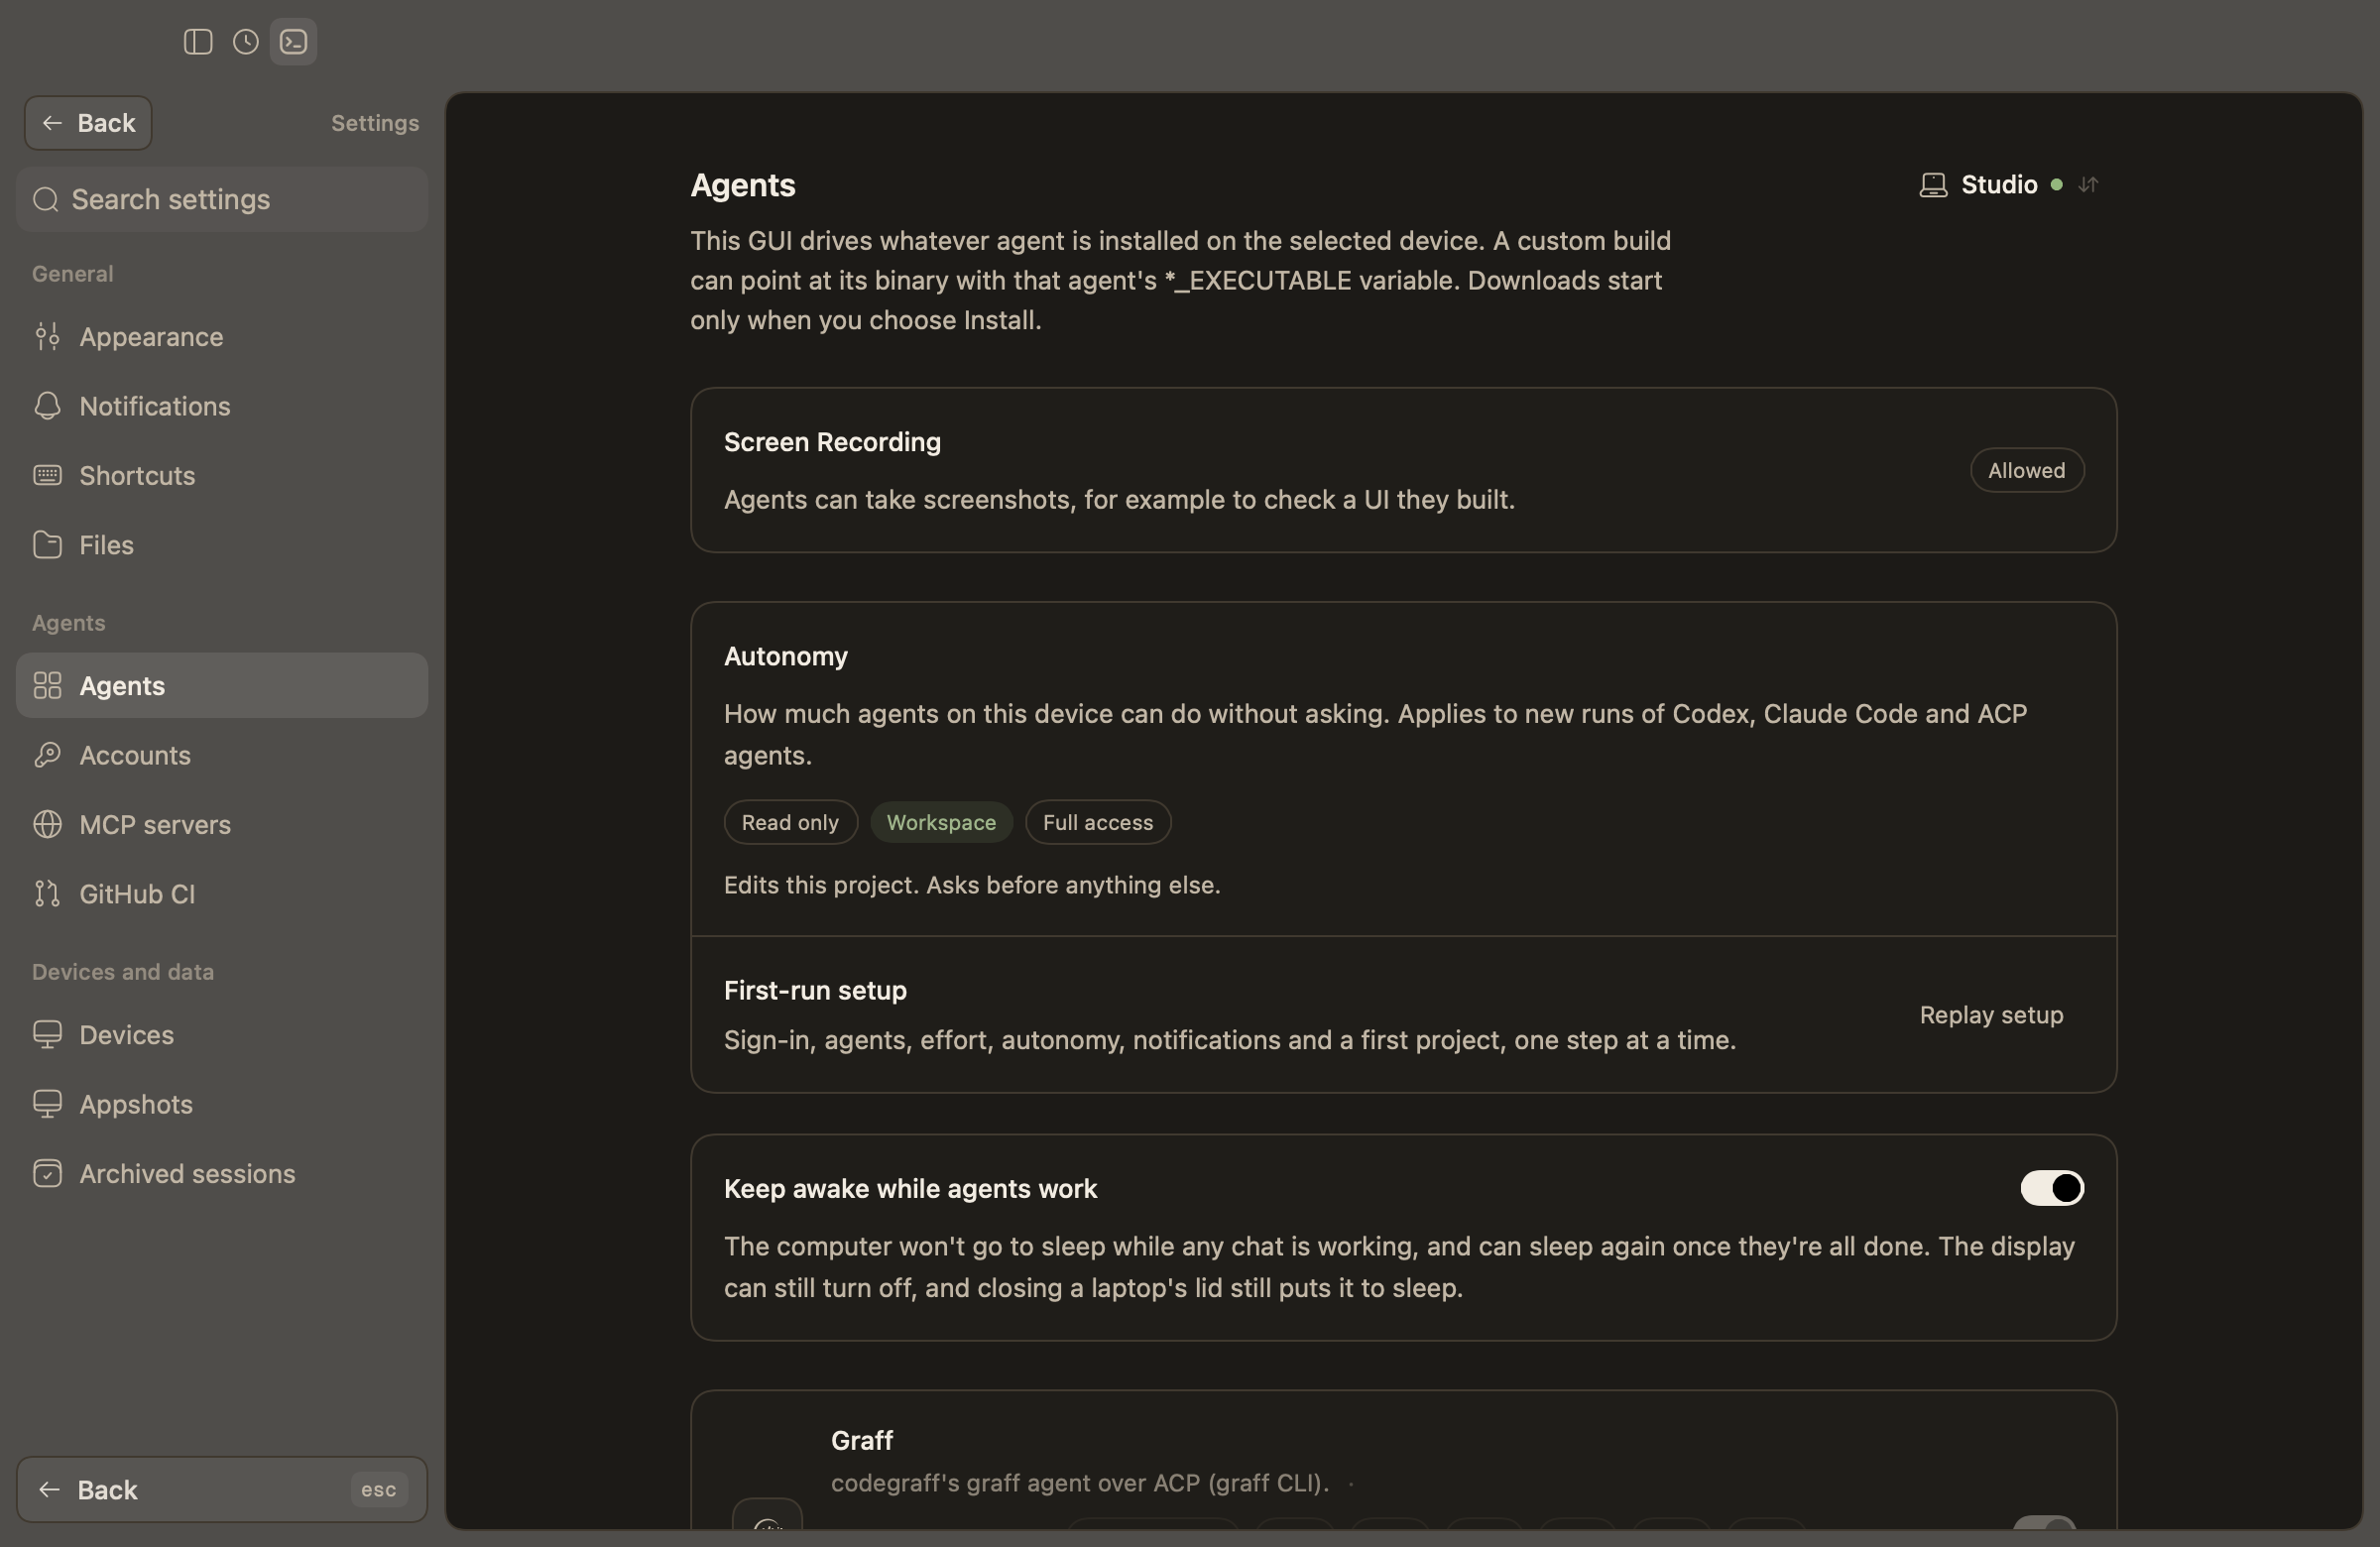 Back
Settings
Search settings
General
Appearance
Notifications
Shortcuts
Files
Agents
Agents
Accounts
MCP servers
GitHub CI
Devices and data
Devices
Appshots
Archived sessions
Back
esc
Agents
Studio
This GUI drives whatever agent is installed on the selected device. A custom build
can point at its binary with that agent's *_EXECUTABLE variable. Downloads start
only when you choose Install.
Screen Recording
Allowed
Agents can take screenshots, for example to check a UI they built.
Autonomy
How much agents on this device can do without asking. Applies to new runs of Codex, Claude Code and ACP
agents.
Read only
Workspace
Full access
Edits this project. Asks before anything else.
First-run setup
Replay setup
Sign-in, agents, effort, autonomy, notifications and a first project, one step at a time.
Keep awake while agents work
The computer won't go to sleep while any chat is working, and can sleep again once they're all done. The display
can still turn off, and closing a laptop's lid still puts it to sleep.
Graff
codegraff's graff agent over ACP (graff CLI). ·